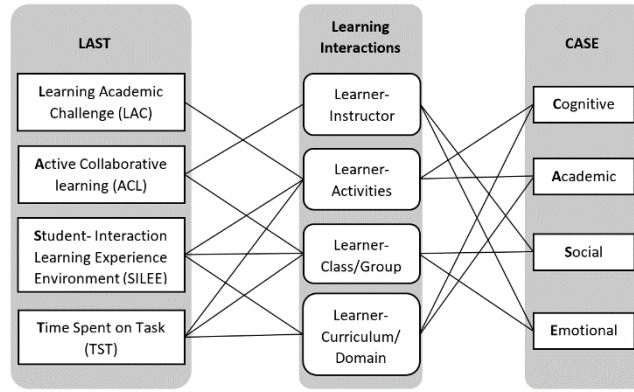 LAST
Learning Academic
Challenge (LAC)
Active Collaborative
learning (ACL)
Student- Interaction
Learning Experience
Environment (SILEE)
Time Spent on Task
(TST)
Learning
Interactions
Learner-
Instructor
Learner-
Activities
Learner-
Class/Group
Learner-
Curriculum/
Domain
CASE
Cognitive
Academic
Social
Emotional